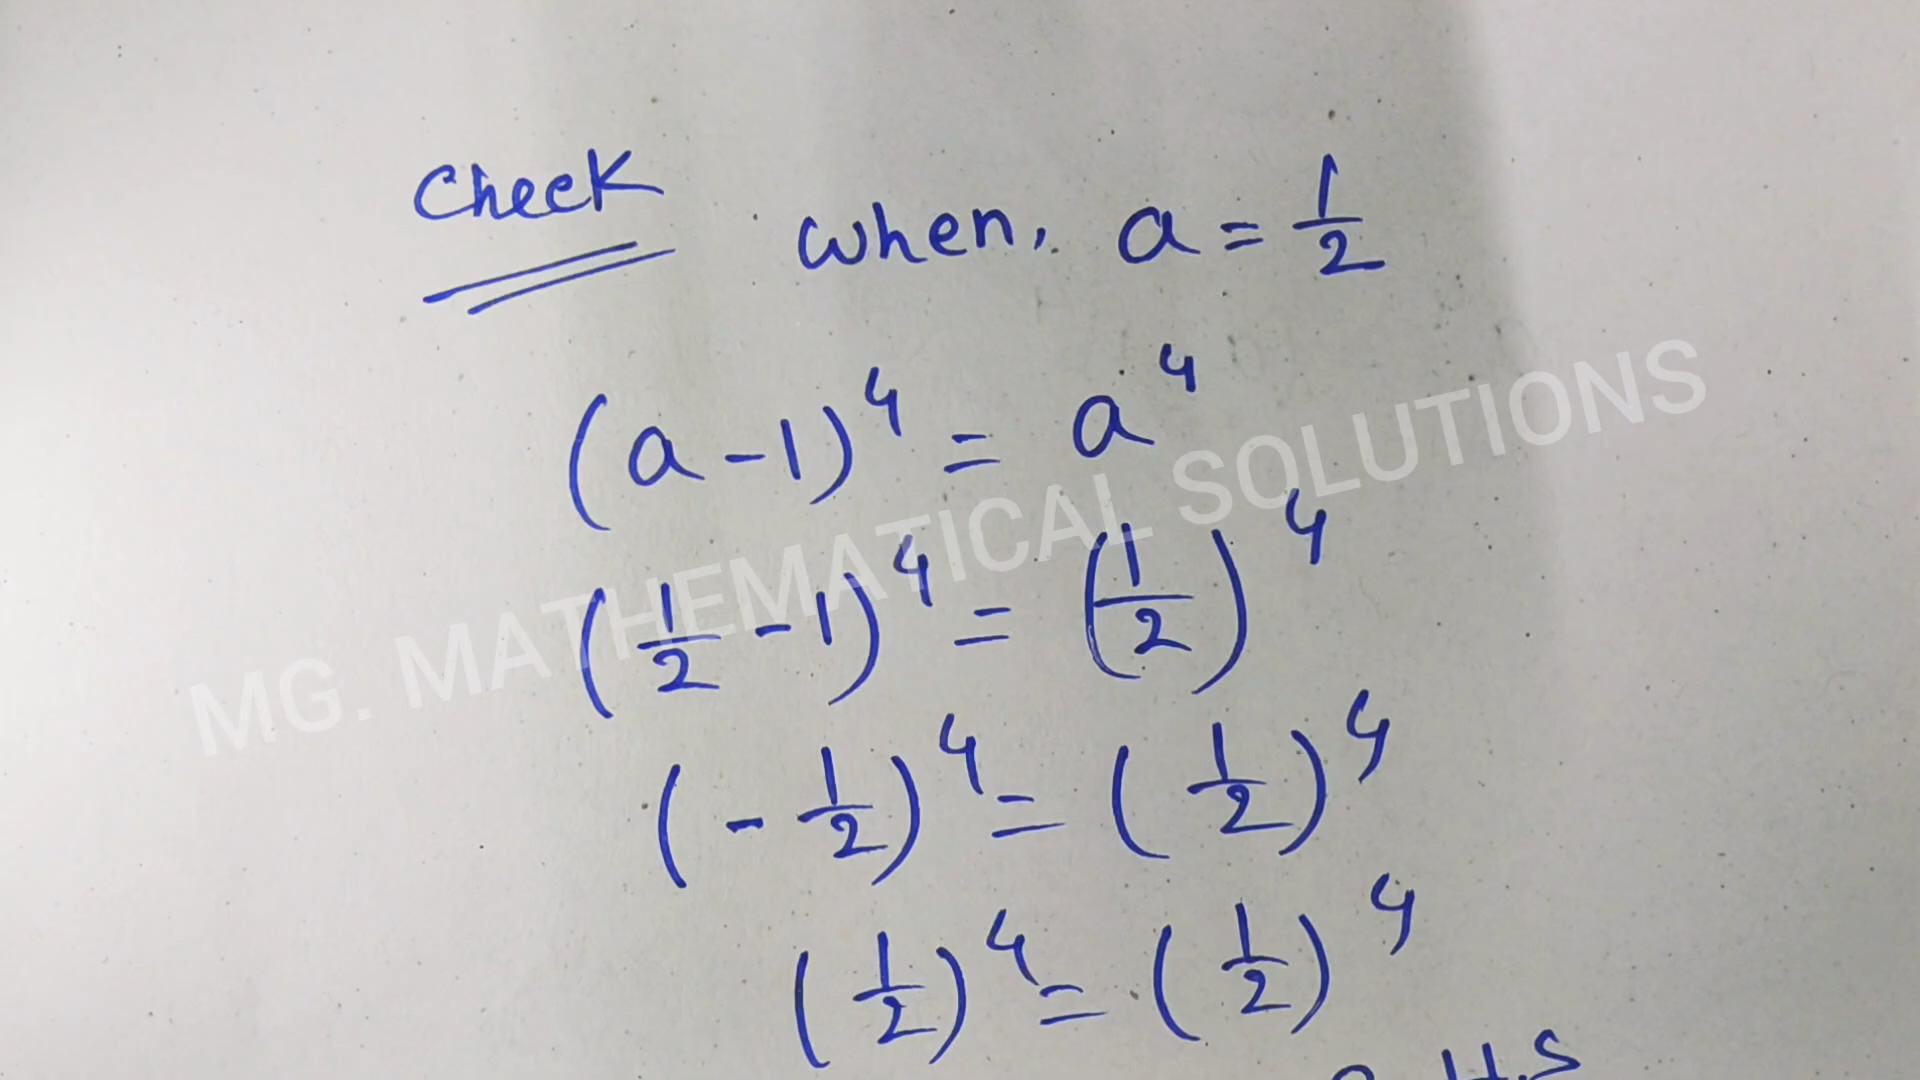 Check when, a = 1/2
(a - 1)^4 = a^4
(1/2 - 1)^4 = (1/2)^4
(- 1/2)^4 = (1/2)^4
(1/2)^4 = (1/2)^4
R.H.S
MG. MATHEMATICAL SOLUTIONS